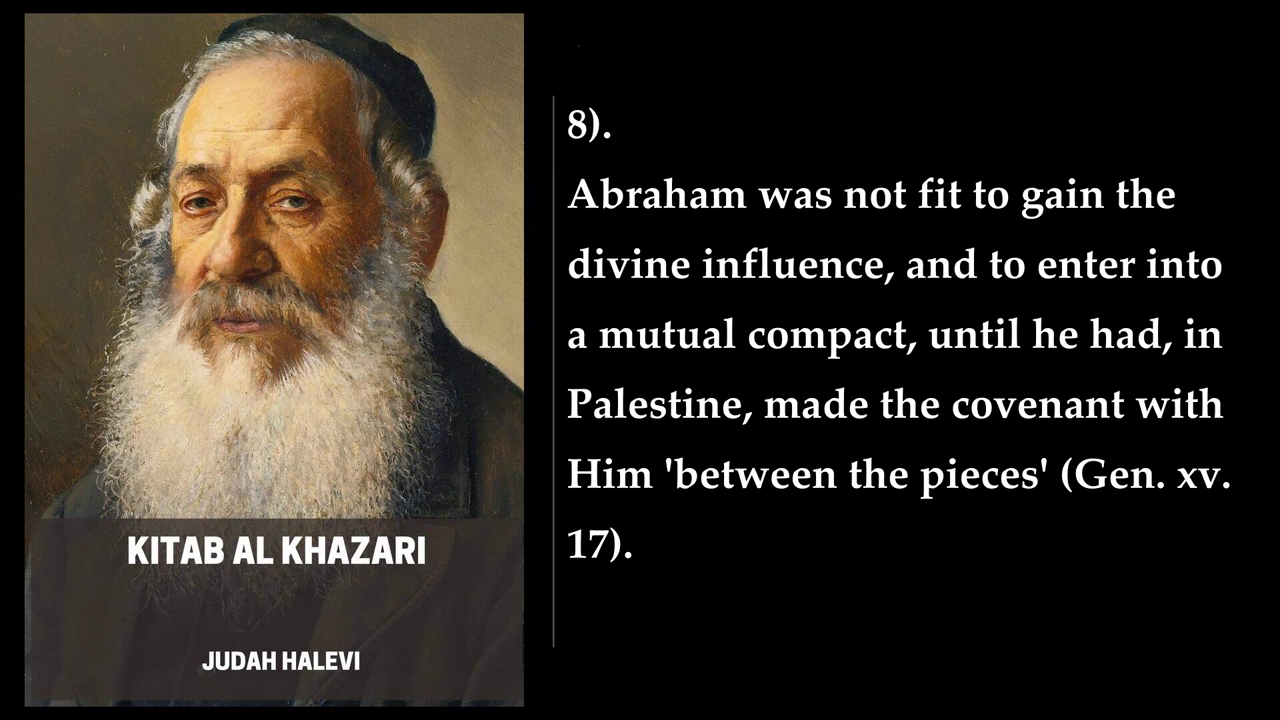 KITAB AL KHAZARI
JUDAH HALEVI
8).
Abraham was not fit to gain the
divine influence, and to enter into
a mutual compact, until he had, in
Palestine, made the covenant with
Him 'between the pieces' (Gen. xv.
17).